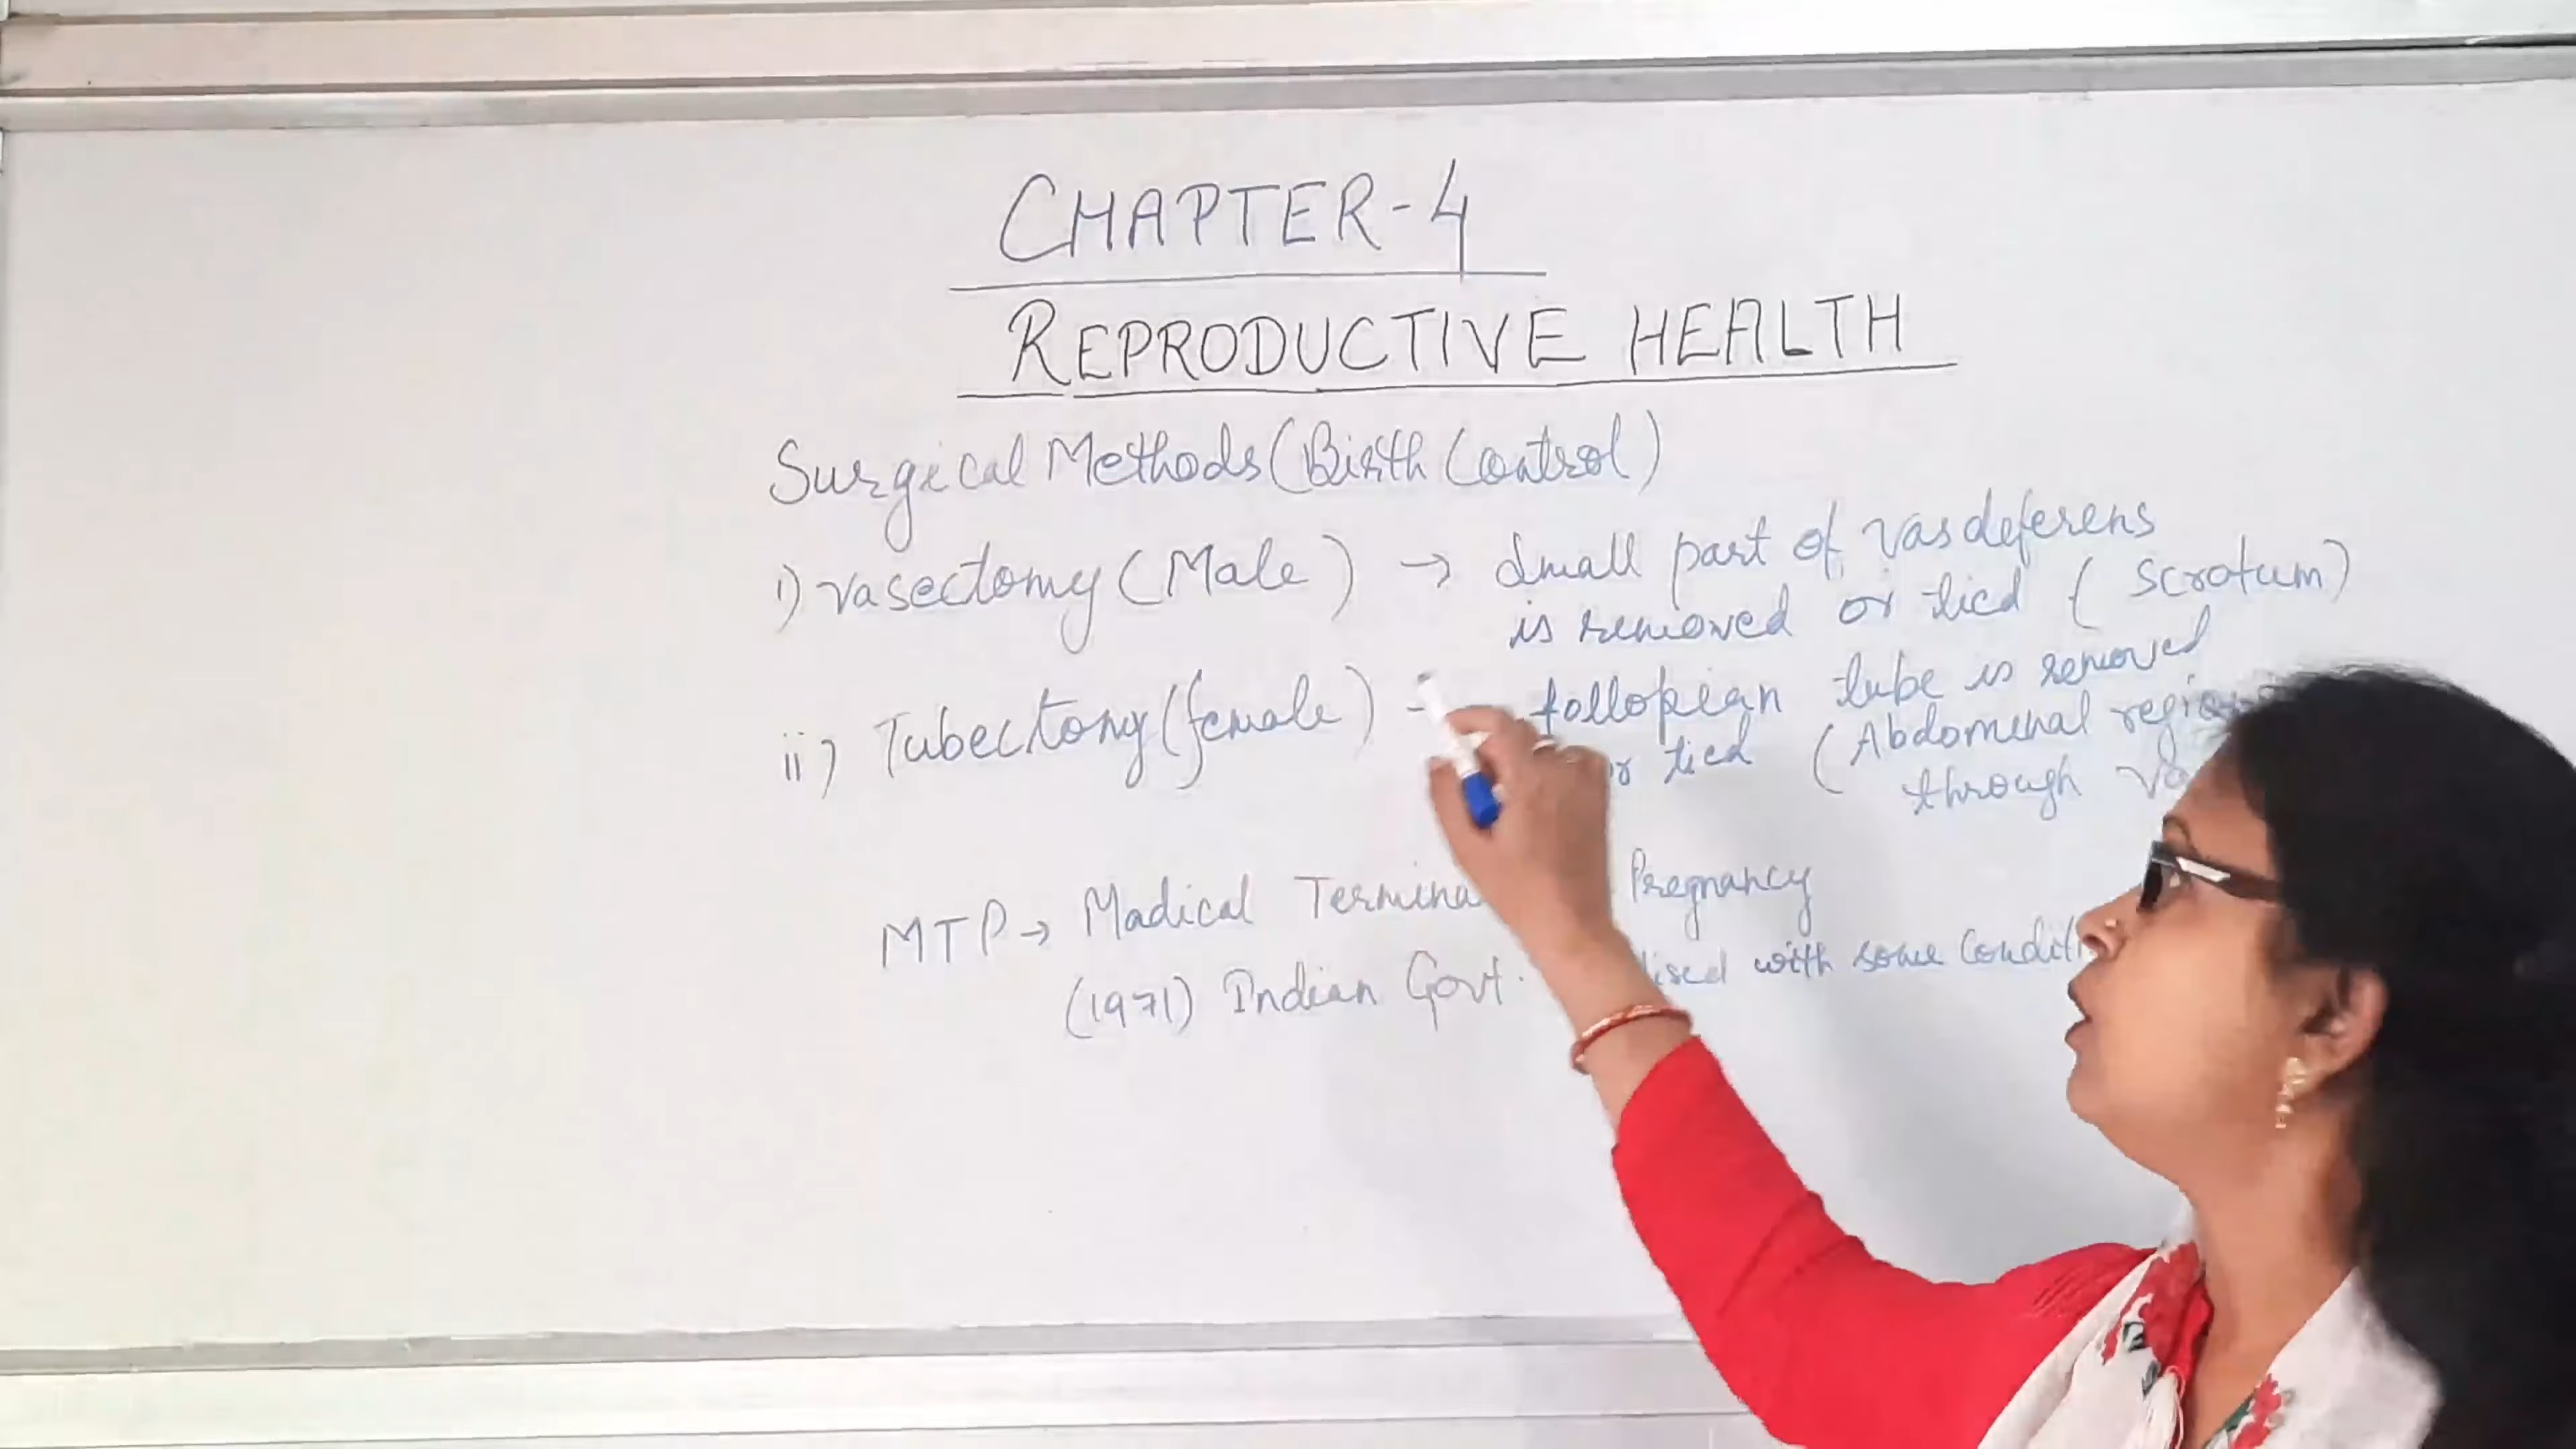 CHAPTER-4
REPRODUCTIVE HEALTH
Surgical Methods (Birth Control)
i) vasectomy (Male) → Small part of vas deferens
is removed or tied ( Scrotum)
ii) Tubectomy (female) - fallopian tube is removed
tied (Abdominal region
through
MTP → Madical Pregnancy
(1971) Indian Govt. with some